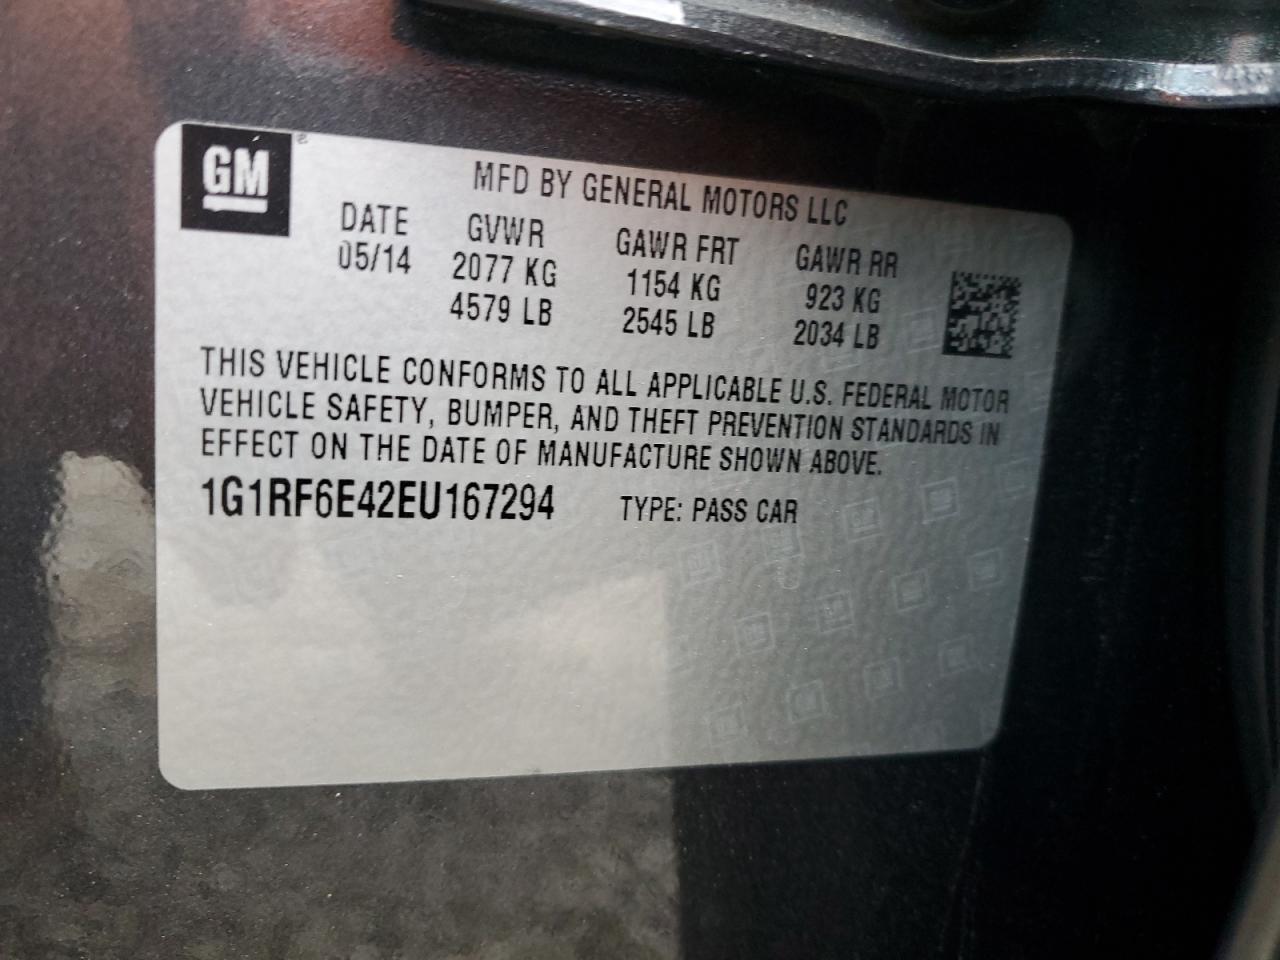 GM
MFD BY GENERAL MOTORS LLC
DATE GVWR GAWR FRT GAWR RR
05/14 2077 KG 1154 KG 923 KG
4579 LB 2545 LB 2034 LB
THIS VEHICLE CONFORMS TO ALL APPLICABLE U.S. FEDERAL MOTOR
VEHICLE SAFETY, BUMPER, AND THEFT PREVENTION STANDARDS IN
EFFECT ON THE DATE OF MANUFACTURE SHOWN ABOVE.
1G1RF6E42EU167294 TYPE: PASS CAR